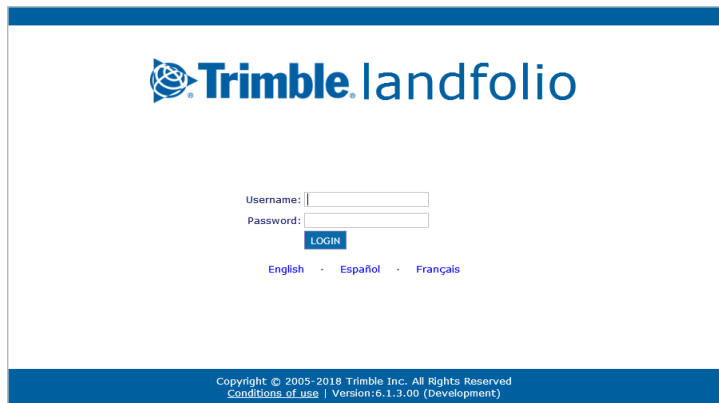 Trimble. landfolio
Username:
Password:
LOGIN
English · Español · Français
Copyright © 2005-2018 Trimble Inc. All Rights Reserved
Conditions of use | Version:6.1.3.00 (Development)